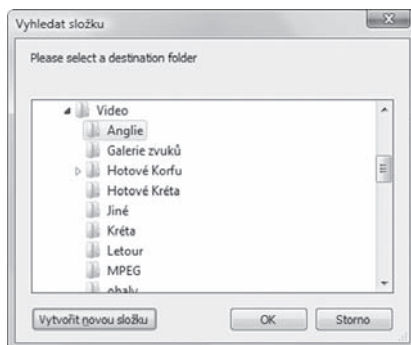 Vyhledat složku
Please select a destination folder
Video
Anglie
Galerie zvuků
Hotové Korfu
Hotové Kréta
Jiné
Kréta
Letour
MPEG
obaly
Vytvořit novou složku
OK
Storno